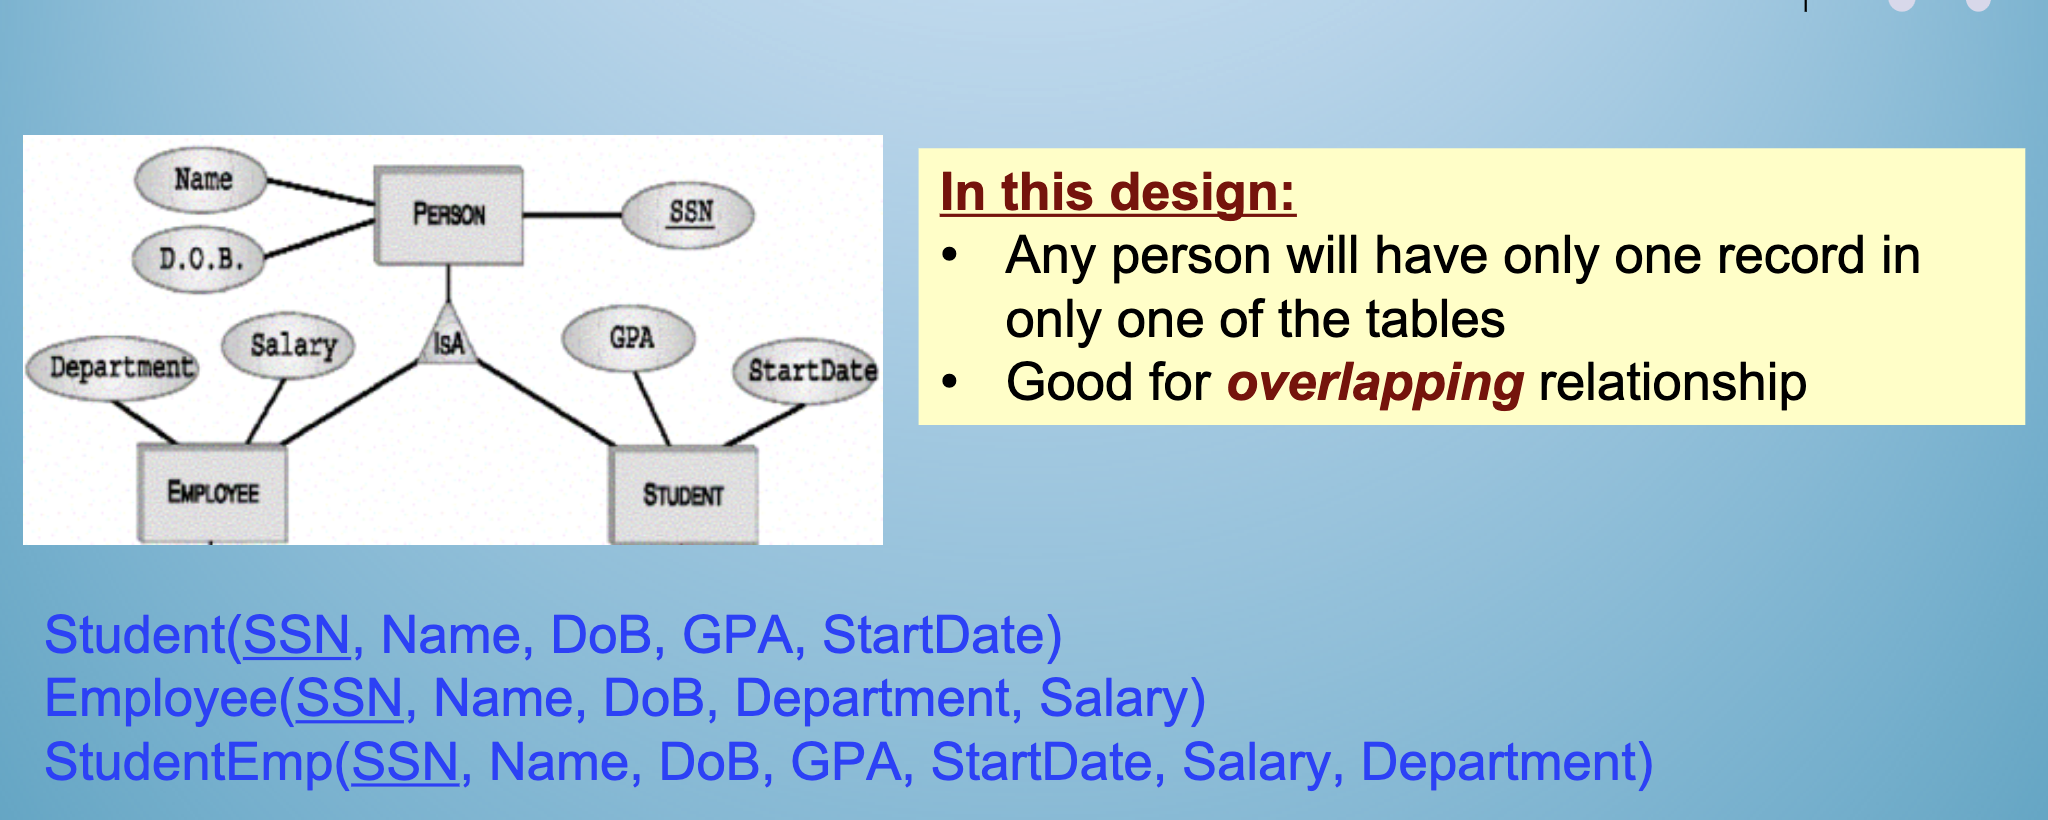 Name
PERSON
SSN
D.O.B.
Salary
IsA
GPA
Department
StartDate
EMPLOYEE
STUDENT
In this design:
• Any person will have only one record in
only one of the tables
• Good for overlapping relationship
Student(SSN, Name, DoB, GPA, StartDate)
Employee(SSN, Name, DoB, Department, Salary)
StudentEmp(SSN, Name, DoB, GPA, StartDate, Salary, Department)